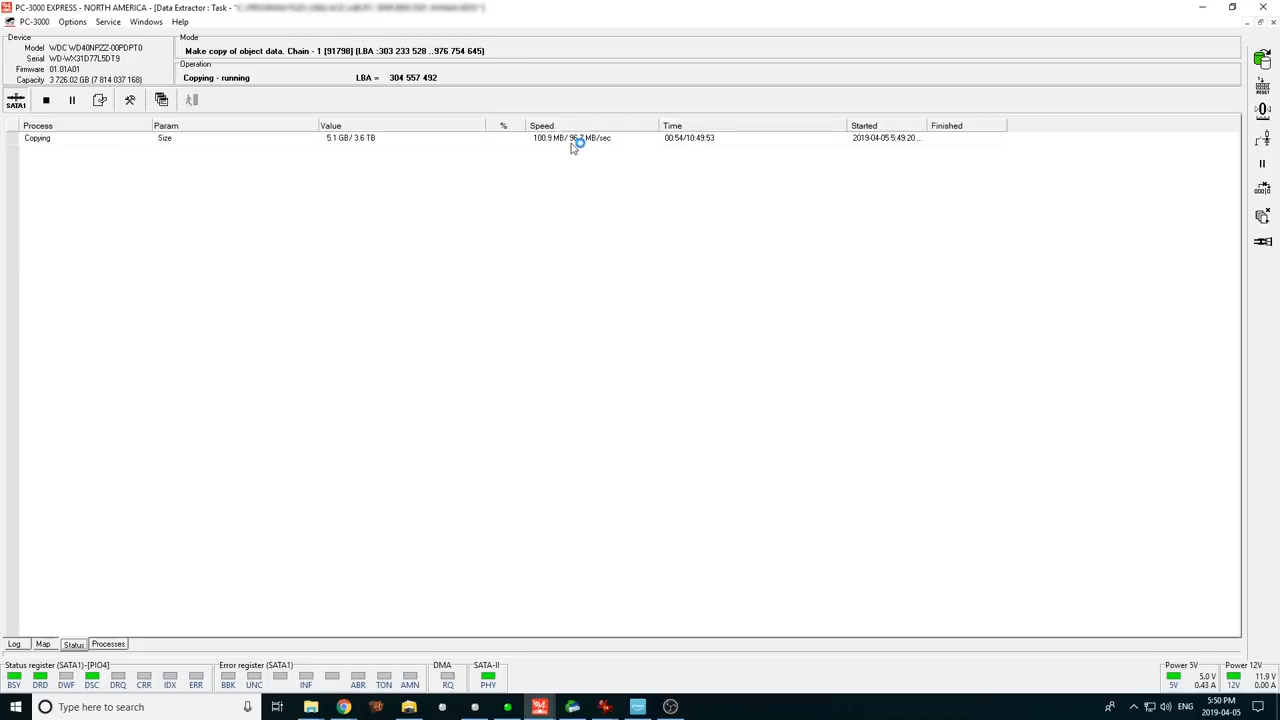 PC-3000 EXPRESS - NORTH AMERICA - [Data Extractor : Task - "
PC-3000 Options Service Windows Help
Device
Model WDC WD40NPZZ-00PDPT0
Serial WD-WX31D77L5DT9
Firmware 01.01A01
Capacity 3 726.02 GB (7 814 037 168)
Mode
Make copy of object data. Chain - 1 [91798] (LBA :303 233 528 ..976 754 645)
Operation
Copying - running LBA = 304 557 492
SATA1
RESET
Process Param Value % Speed Time Started Finished
Copying Size 5.1 GB/ 3.6 TB 100.9 MB/ MB/sec 00:54/10:49:53 2019-04-05 5:49:20 ...
Log Map Status Processes
Status register (SATA1)-[PIO4] Error register (SATA1) DMA SATA-II Power 5V Power 12V
BSY DRD DWF DSC DRQ CRR IDX ERR BBK UNC INF ABR TON AMN RQ PHY 5V 5.0 V 0.43 A 12V 11.9 V 0.00 A
Type here to search
ENG 5:50 PM
2019-04-05